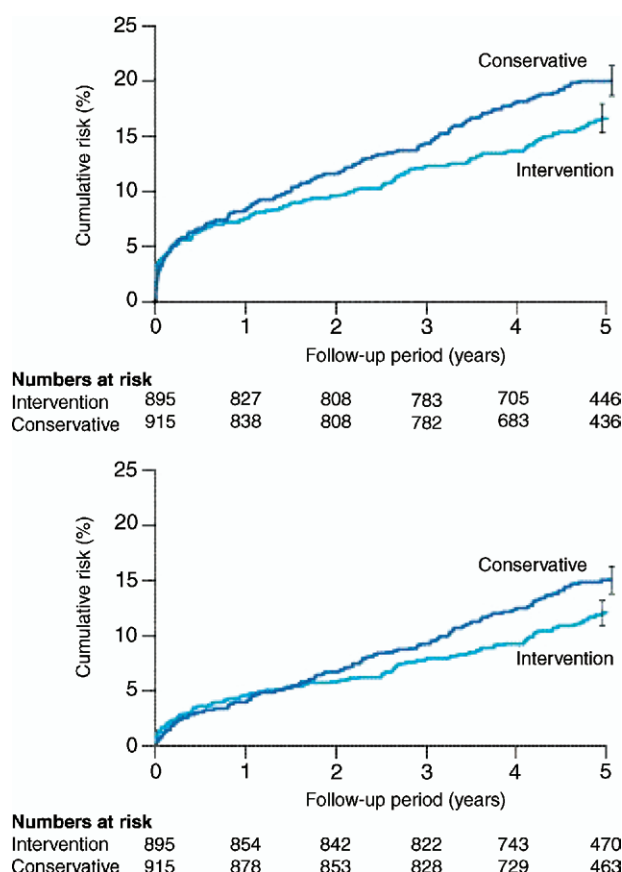 25
20
15
10
5
0
Cumulative risk (%)
Conservative
Intervention
0 1 2 3 4 5
Follow-up period (years)
Numbers at risk
Intervention 895 827 808 783 705 446
Conservative 915 838 808 782 683 436
25
20
15
10
5
0
Cumulative risk (%)
Conservative
Intervention
0 1 2 3 4 5
Follow-up period (years)
Numbers at risk
Intervention 895 854 842 822 743 470
Conservative 915 878 853 828 729 463